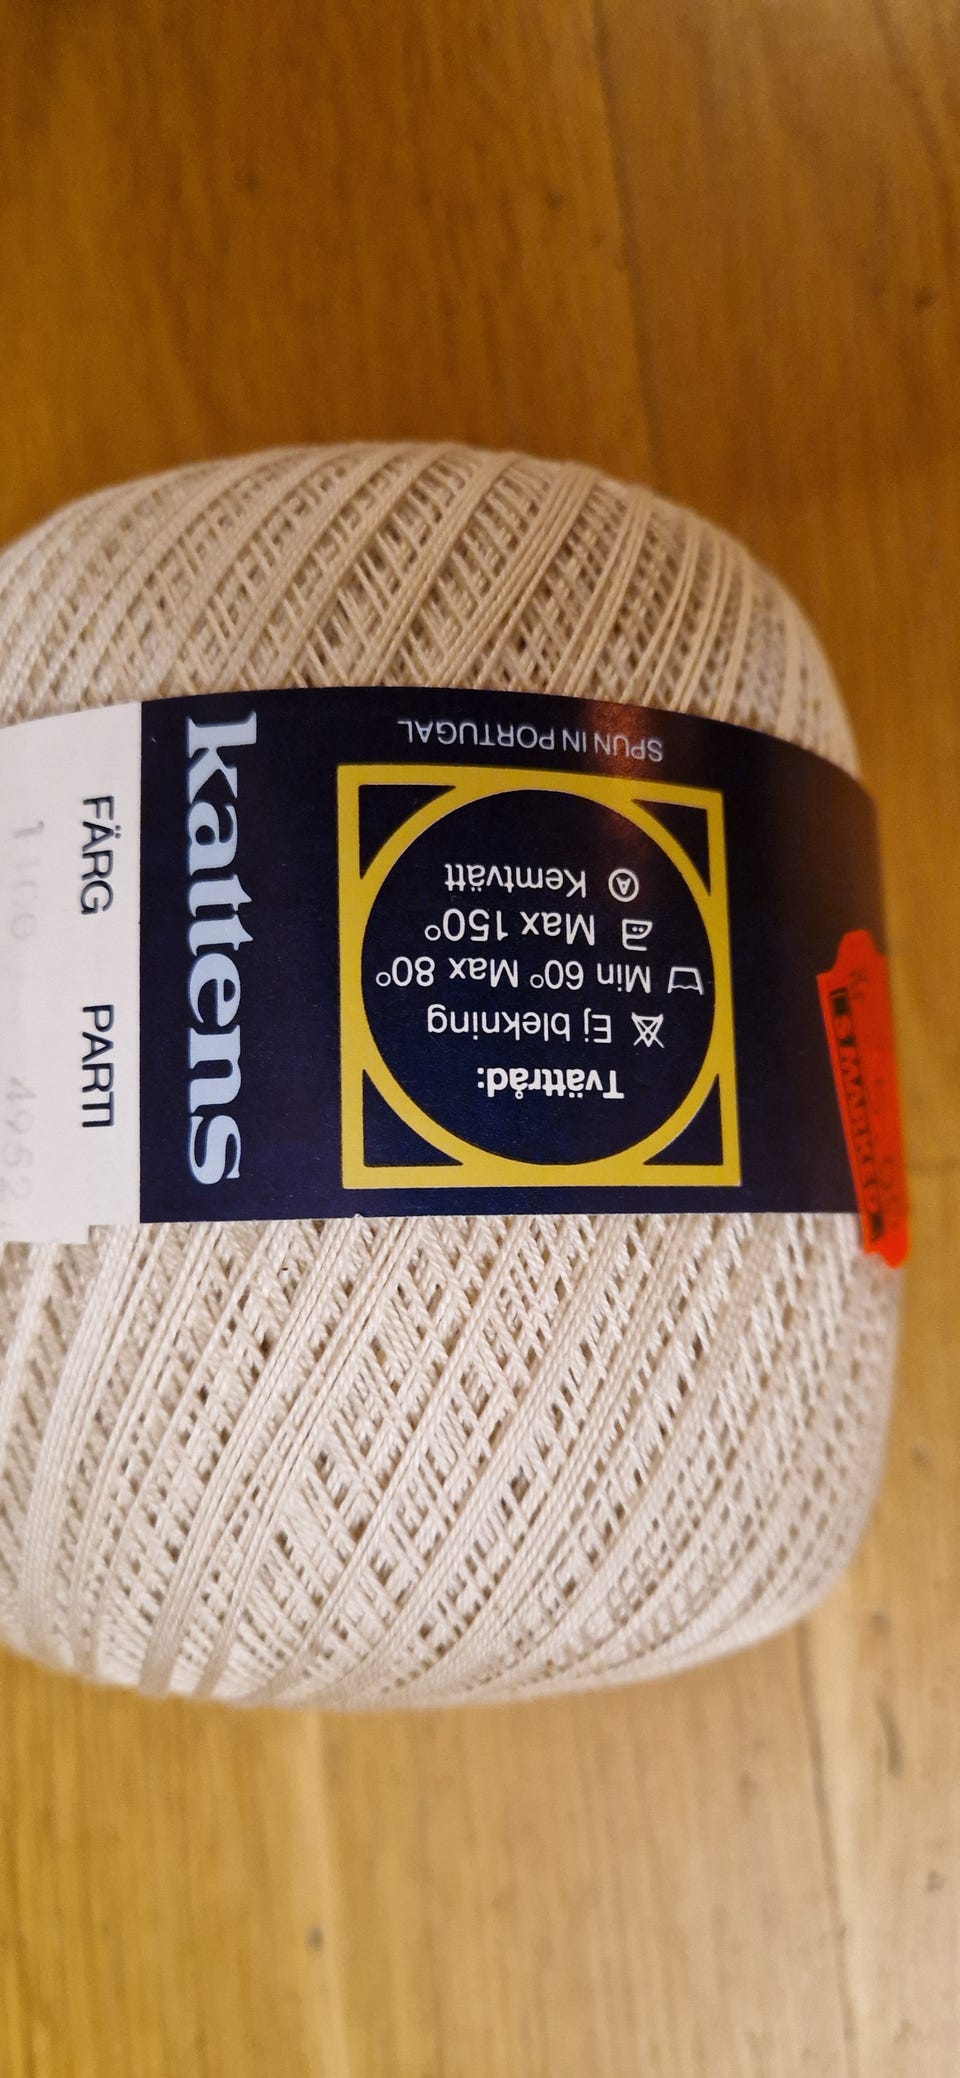 kattens
SPUN IN PORTUGAL
Tvättråd:
Ej blekning
Min 60° Max 80°
Max 150°
A Kemtvätt
FÄRG PARTI